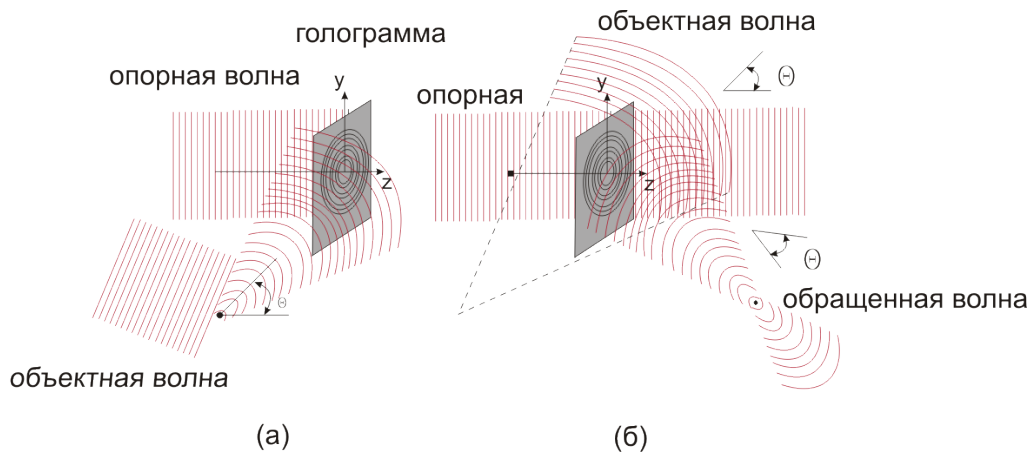 голограмма
опорная волна
y
z
Θ
объектная волна
(а)
объектная волна
Θ
опорная
y
z
Θ
обращенная волна
(б)